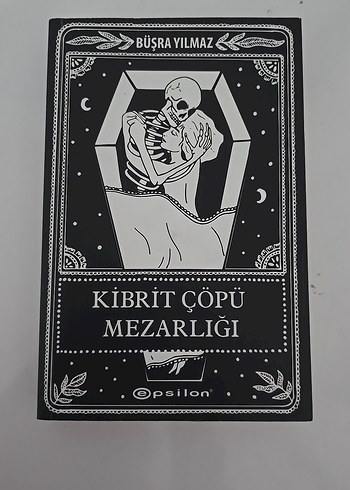 BÜŞRA YILMAZ
KİBRİT ÇÖPÜ
MEZARLIĞI
epsilon